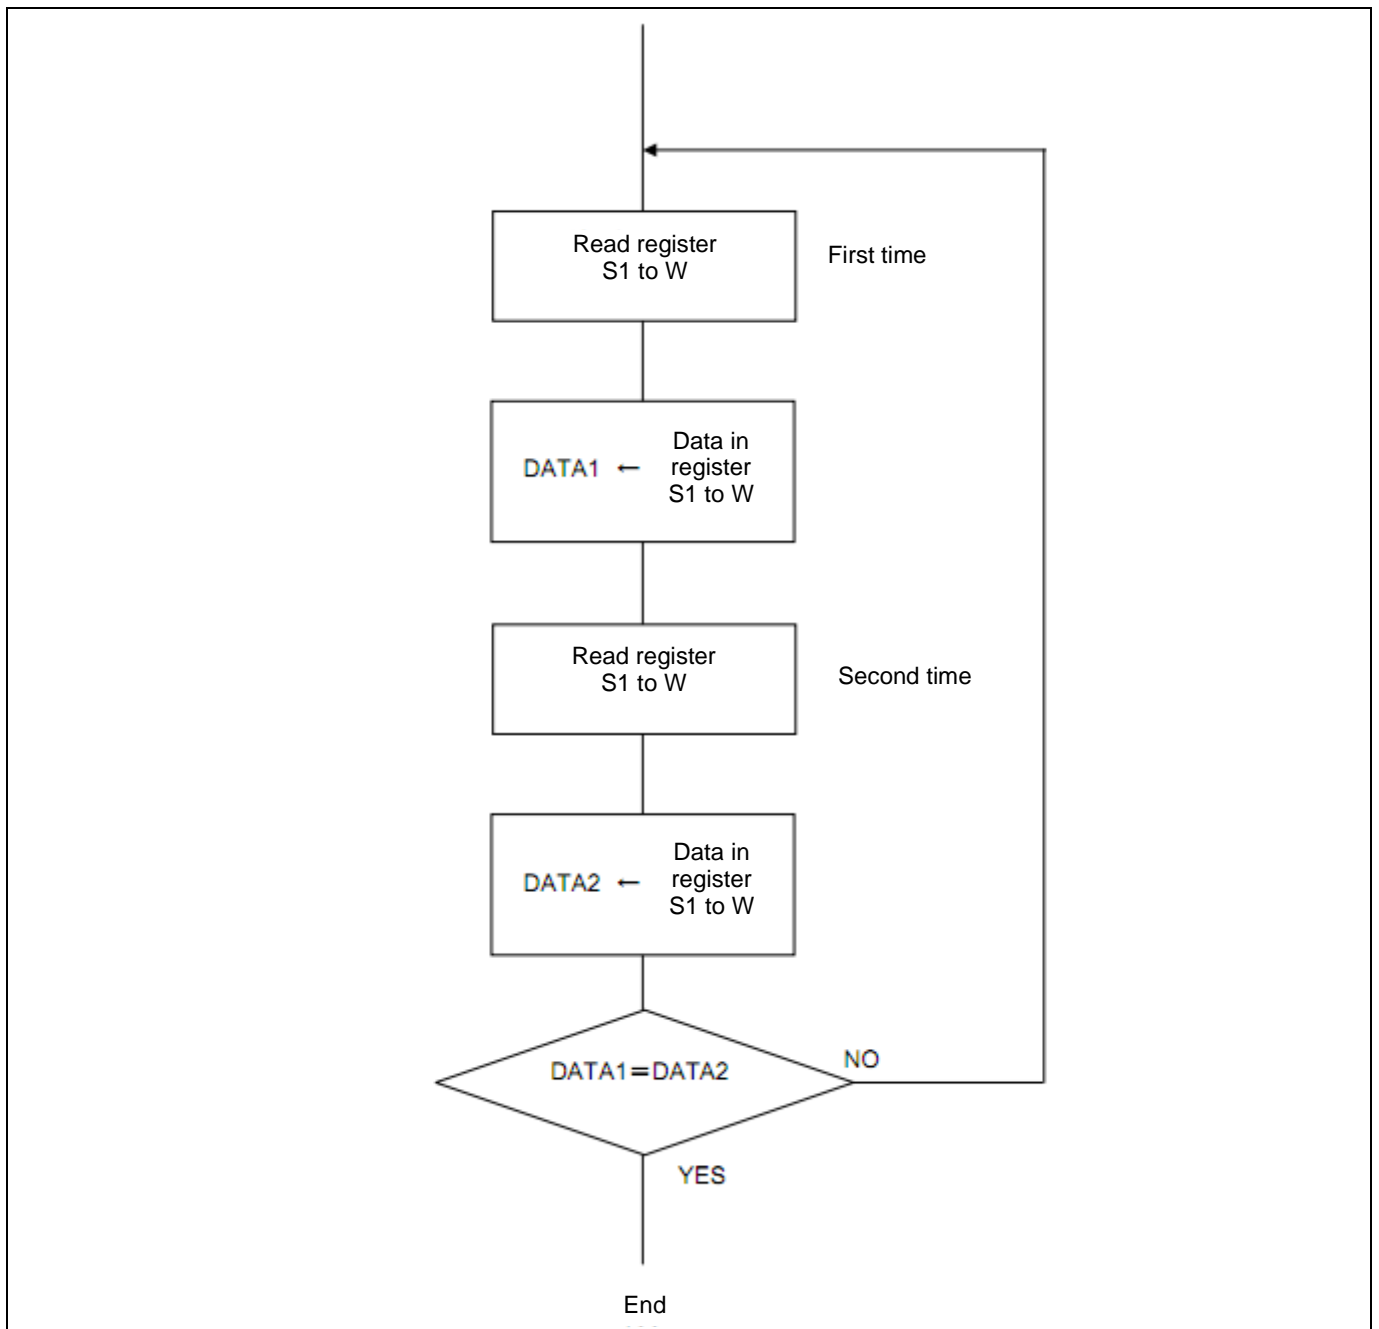 Read register
S1 to W
First time
DATA1 ←
Data in
register
S1 to W
Read register
S1 to W
Second time
DATA2 ←
Data in
register
S1 to W
DATA1=DATA2
NO
YES
End